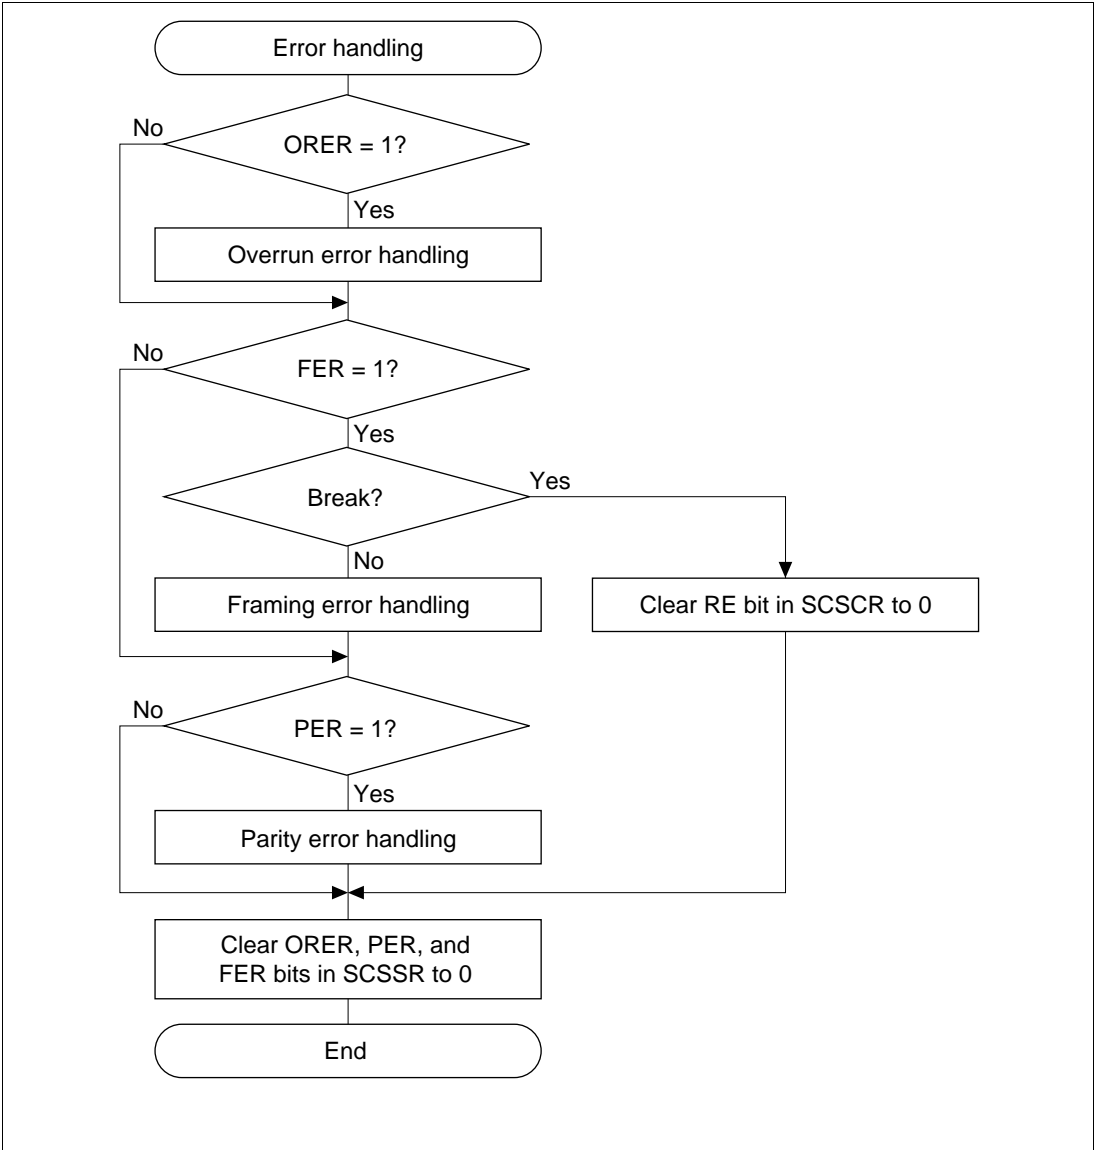 Error handling
No
ORER = 1?
Yes
Overrun error handling
No
FER = 1?
Yes
Break?
Yes
No
Framing error handling
Clear RE bit in SCSCR to 0
No
PER = 1?
Yes
Parity error handling
Clear ORER, PER, and
FER bits in SCSSR to 0
End